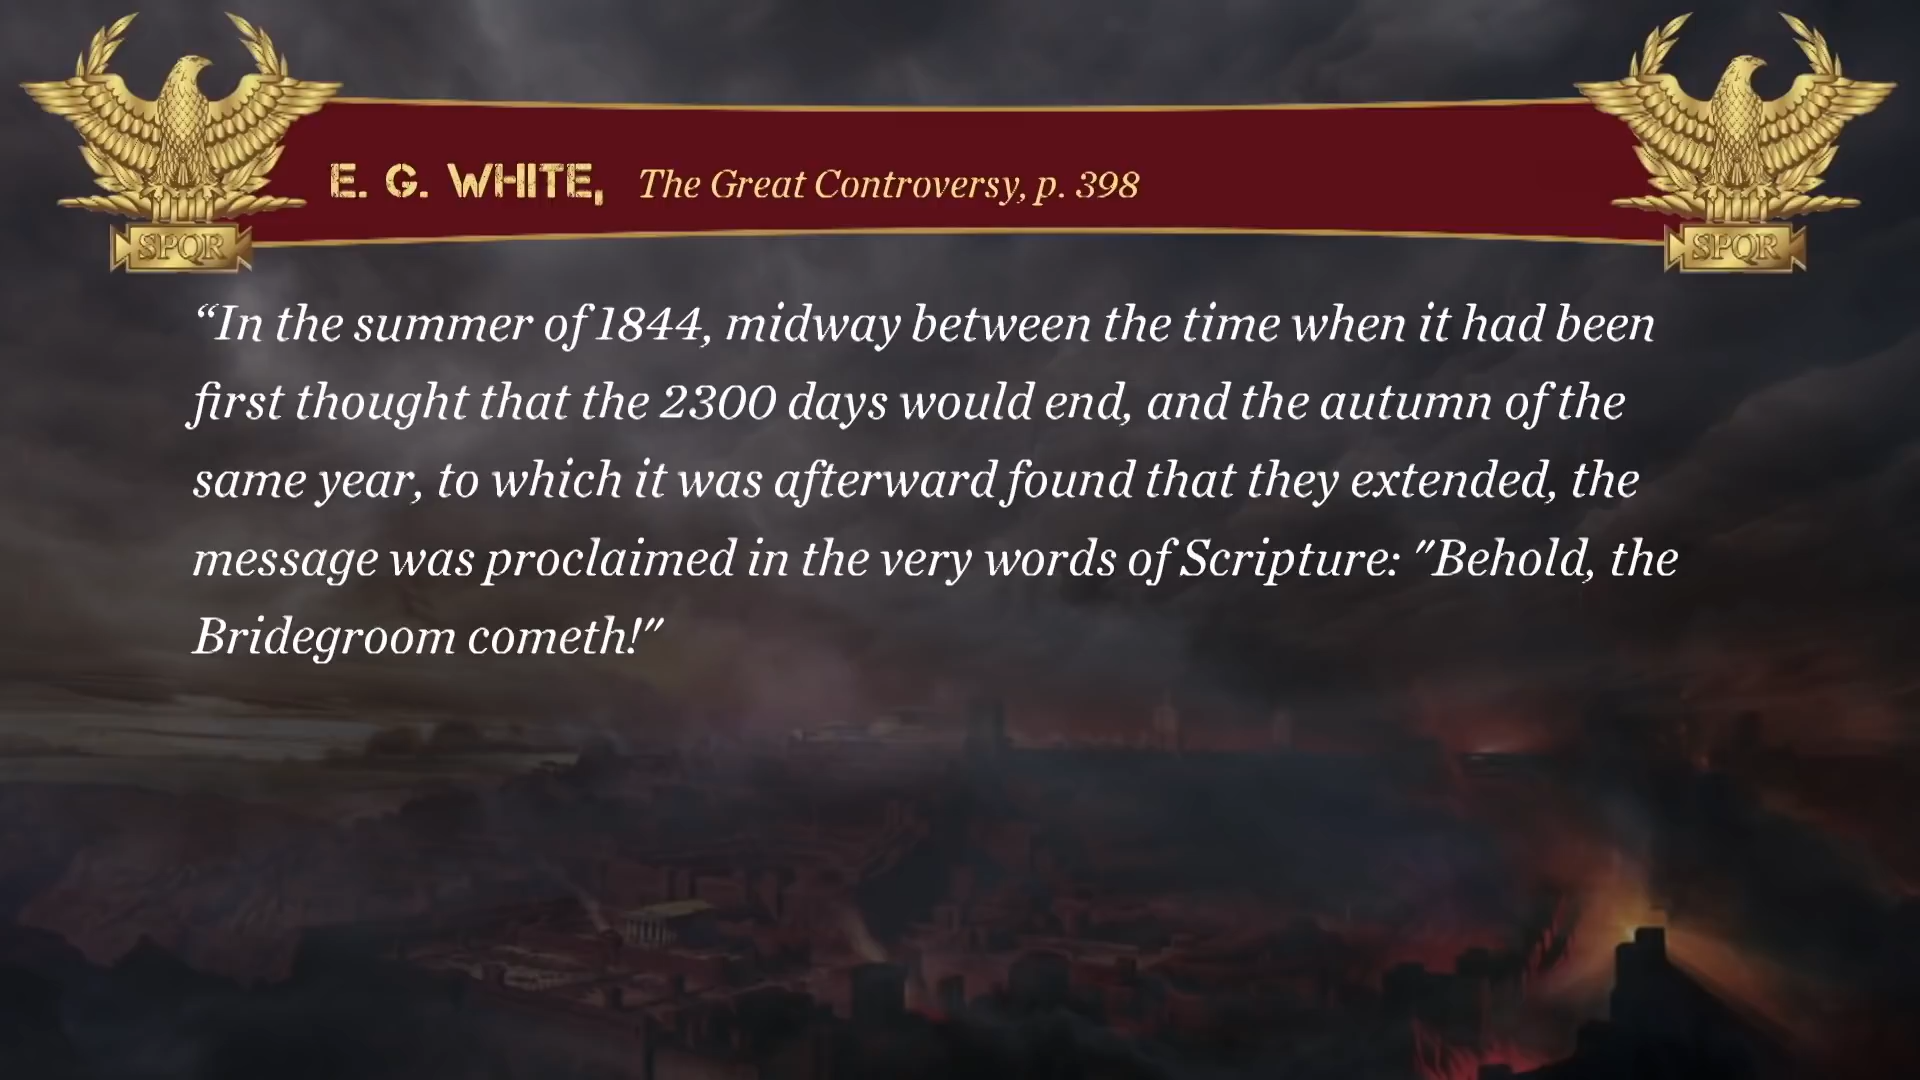 E. G. WHITE, The Great Controversy, p. 398
SPQR SPQR
“In the summer of 1844, midway between the time when it had been
first thought that the 2300 days would end, and the autumn of the
same year, to which it was afterward found that they extended, the
message was proclaimed in the very words of Scripture: "Behold, the
Bridegroom cometh!"